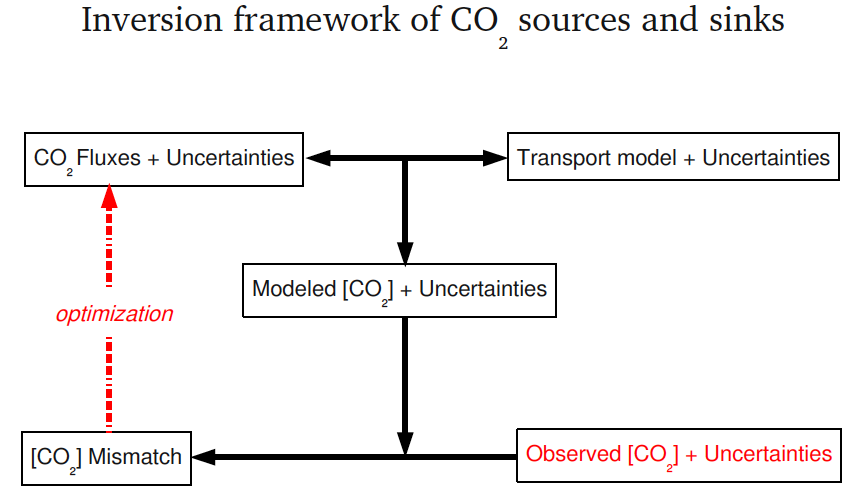 Inversion framework of CO₂ sources and sinks
CO₂ Fluxes + Uncertainties
Transport model + Uncertainties
Modeled [CO₂] + Uncertainties
optimization
[CO₂] Mismatch
Observed [CO₂] + Uncertainties